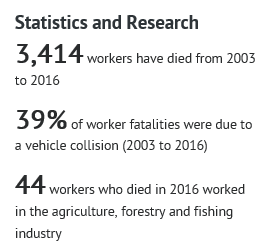 Statistics and Research
3,414 workers have died from 2003
to 2016
39% of worker fatalities were due to
a vehicle collision (2003 to 2016)
44 workers who died in 2016 worked
in the agriculture, forestry and fishing
industry